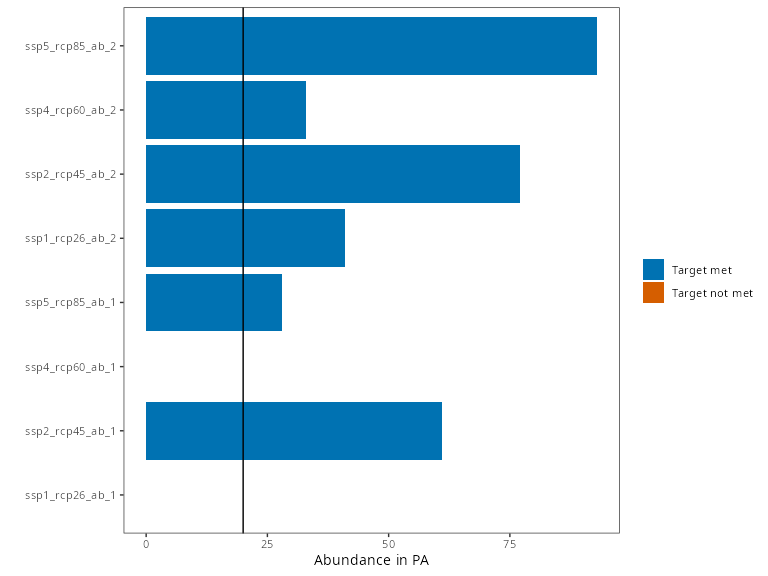 ssp5_rcp85_ab_2
ssp4_rcp60_ab_2
ssp2_rcp45_ab_2
ssp1_rcp26_ab_2
ssp5_rcp85_ab_1
ssp4_rcp60_ab_1
ssp2_rcp45_ab_1
ssp1_rcp26_ab_1
0 25 50 75
Abundance in PA
Target met
Target not met